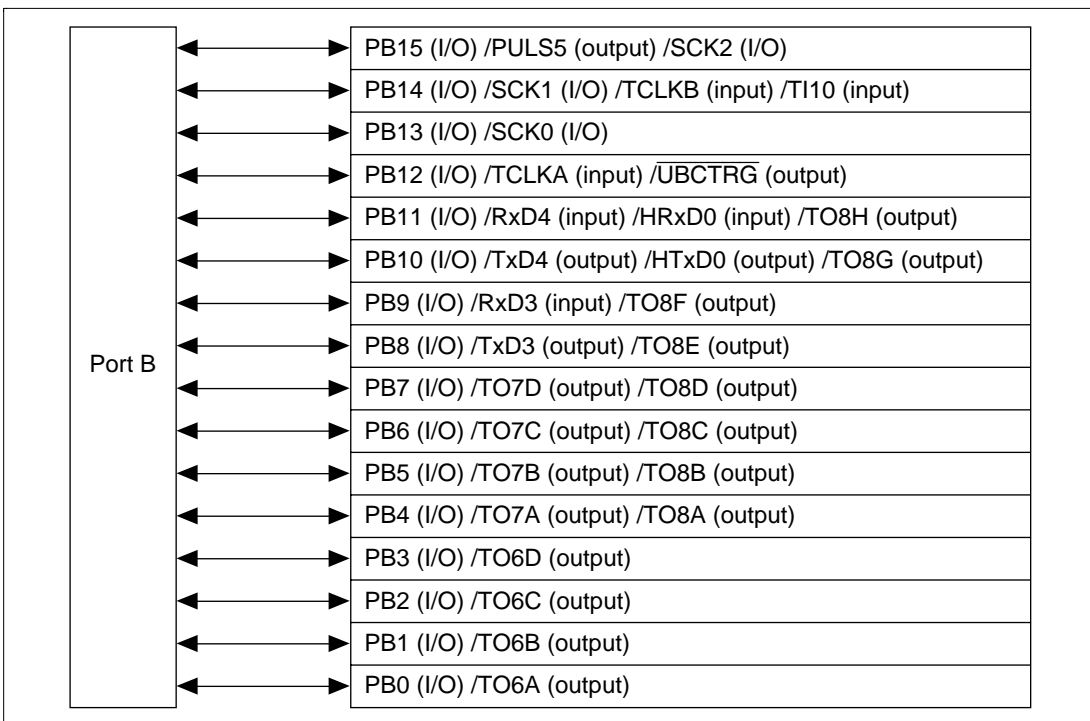 Port B
PB15 (I/O) /PULS5 (output) /SCK2 (I/O)
PB14 (I/O) /SCK1 (I/O) /TCLKB (input) /TI10 (input)
PB13 (I/O) /SCK0 (I/O)
PB12 (I/O) /TCLKA (input) /U̅B̅C̅T̅R̅G̅ (output)
PB11 (I/O) /RxD4 (input) /HRxD0 (input) /TO8H (output)
PB10 (I/O) /TxD4 (output) /HTxD0 (output) /TO8G (output)
PB9 (I/O) /RxD3 (input) /TO8F (output)
PB8 (I/O) /TxD3 (output) /TO8E (output)
PB7 (I/O) /TO7D (output) /TO8D (output)
PB6 (I/O) /TO7C (output) /TO8C (output)
PB5 (I/O) /TO7B (output) /TO8B (output)
PB4 (I/O) /TO7A (output) /TO8A (output)
PB3 (I/O) /TO6D (output)
PB2 (I/O) /TO6C (output)
PB1 (I/O) /TO6B (output)
PB0 (I/O) /TO6A (output)